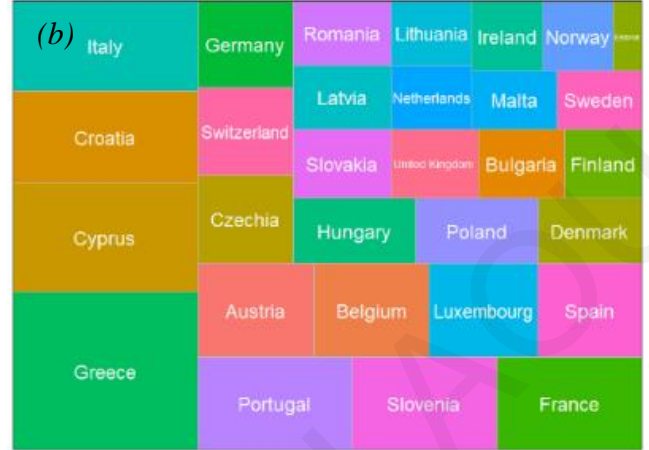 (b)
Italy
Germany
Romania
Lithuania
Ireland
Norway
Croatia
Switzerland
Latvia
Netherlands
Malta
Sweden
Slovakia
United Kingdom
Bulgaria
Finland
Cyprus
Czechia
Hungary
Poland
Denmark
Greece
Austria
Belgium
Luxembourg
Spain
Portugal
Slovenia
France